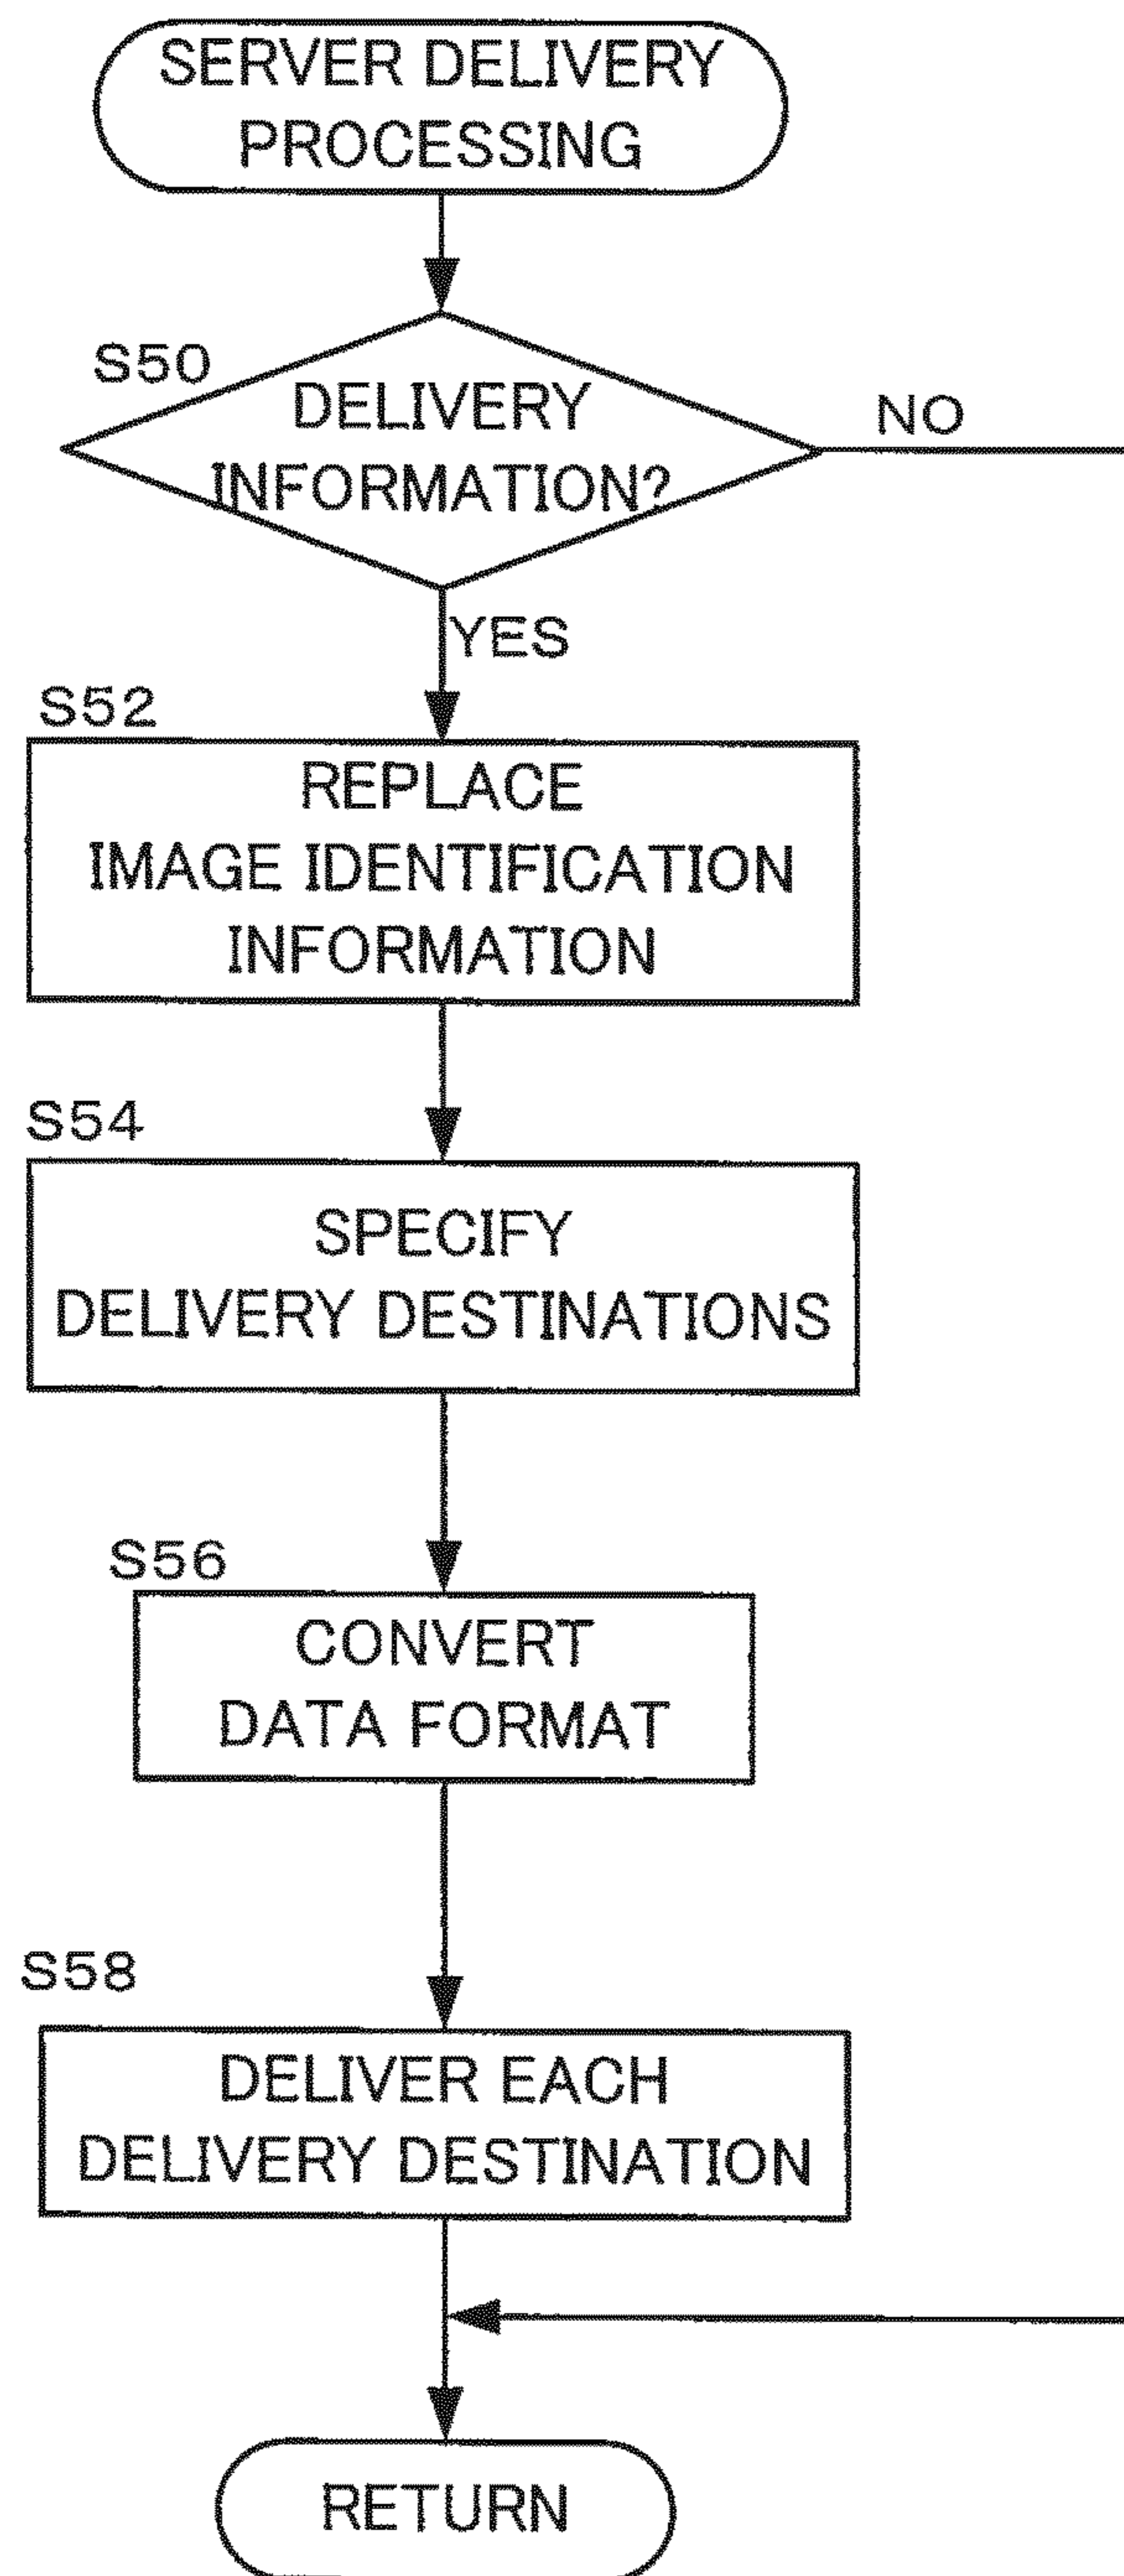 SERVER DELIVERY
PROCESSING
S50
DELIVERY
INFORMATION?
NO
YES
S52
REPLACE
IMAGE IDENTIFICATION
INFORMATION
S54
SPECIFY
DELIVERY DESTINATIONS
S56
CONVERT
DATA FORMAT
S58
DELIVER EACH
DELIVERY DESTINATION
RETURN